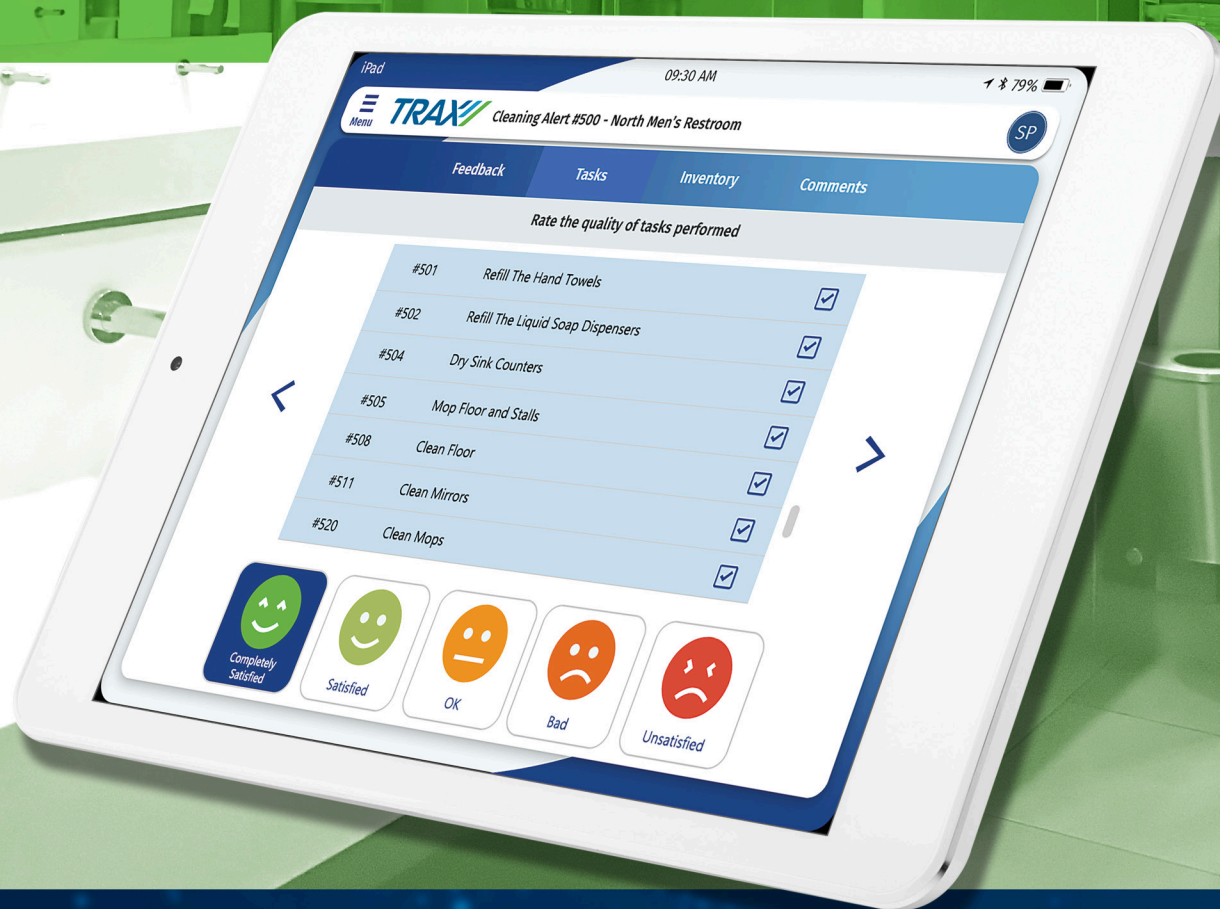 iPad
09:30 AM
79%
Menu
TRAX
Cleaning Alert #500 - North Men's Restroom
SP
Feedback Tasks Inventory Comments
Rate the quality of tasks performed
#501 Refill The Hand Towels
#502 Refill The Liquid Soap Dispensers
#504 Dry Sink Counters
#505 Mop Floor and Stalls
#508 Clean Floor
#511 Clean Mirrors
#520 Clean Mops
Completely
Satisfied
Satisfied
OK
Bad
Unsatisfied